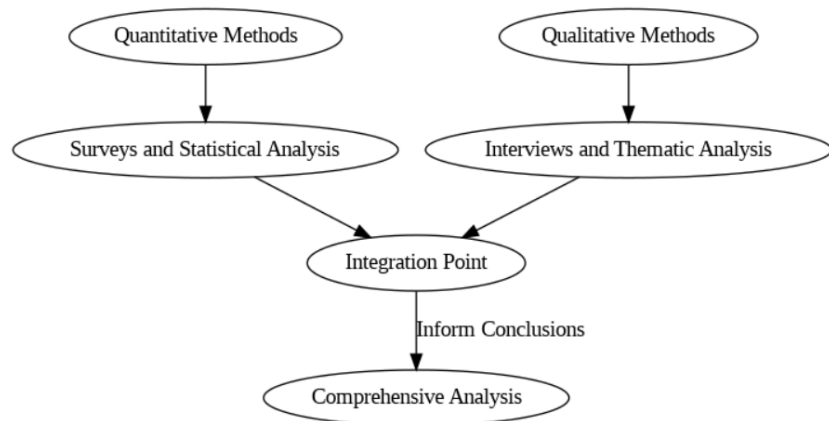 Quantitative Methods
Qualitative Methods
Surveys and Statistical Analysis
Interviews and Thematic Analysis
Integration Point
Inform Conclusions
Comprehensive Analysis